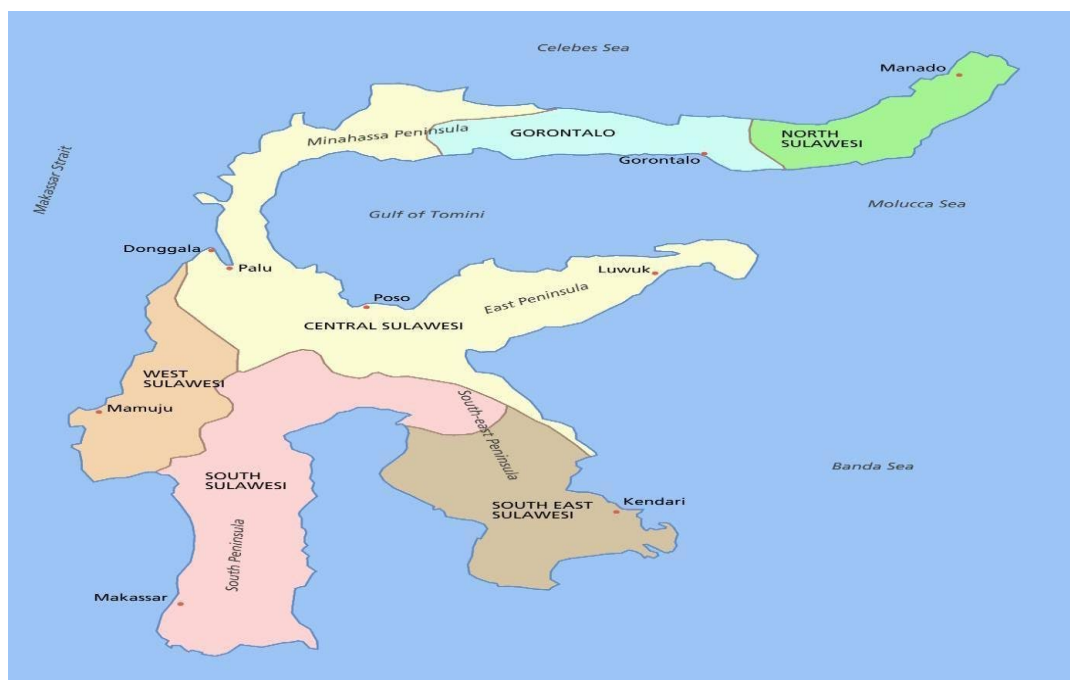 Celebes Sea
Manado
Minahassa Peninsula
GORONTALO
NORTH
SULAWESI
Gorontalo
Makassar Strait
Gulf of Tomini
Molucca Sea
Donggala
Palu
Luwuk
Poso
East Peninsula
CENTRAL SULAWESI
WEST
SULAWESI
Mamuju
South-east Peninsula
Banda Sea
SOUTH
SULAWESI
SOUTH EAST
SULAWESI
Kendari
South Peninsula
Makassar